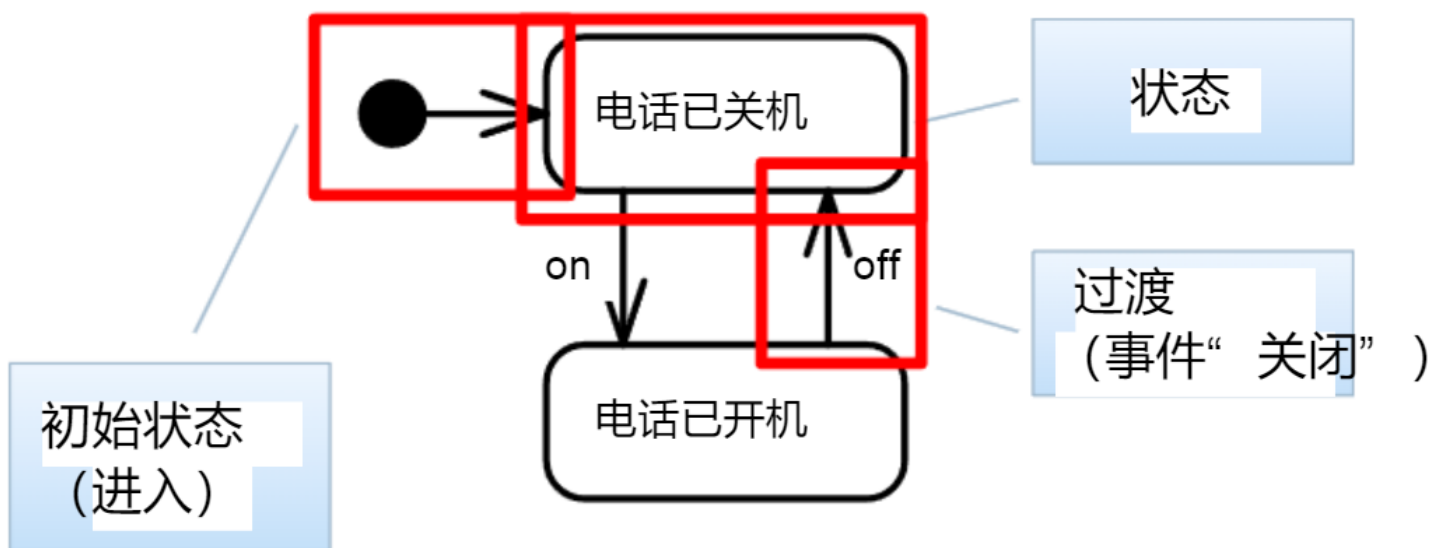 电话已关机
状态
on
off
过渡
（事件“ 关闭” ）
电话已开机
初始状态
（进入）